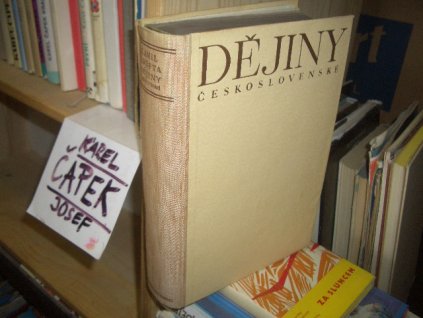 DĚJINY
ČESKOSLOVENSKÉ
KAREL
ČAPEK
JOSEF
ZA SLUNCEM